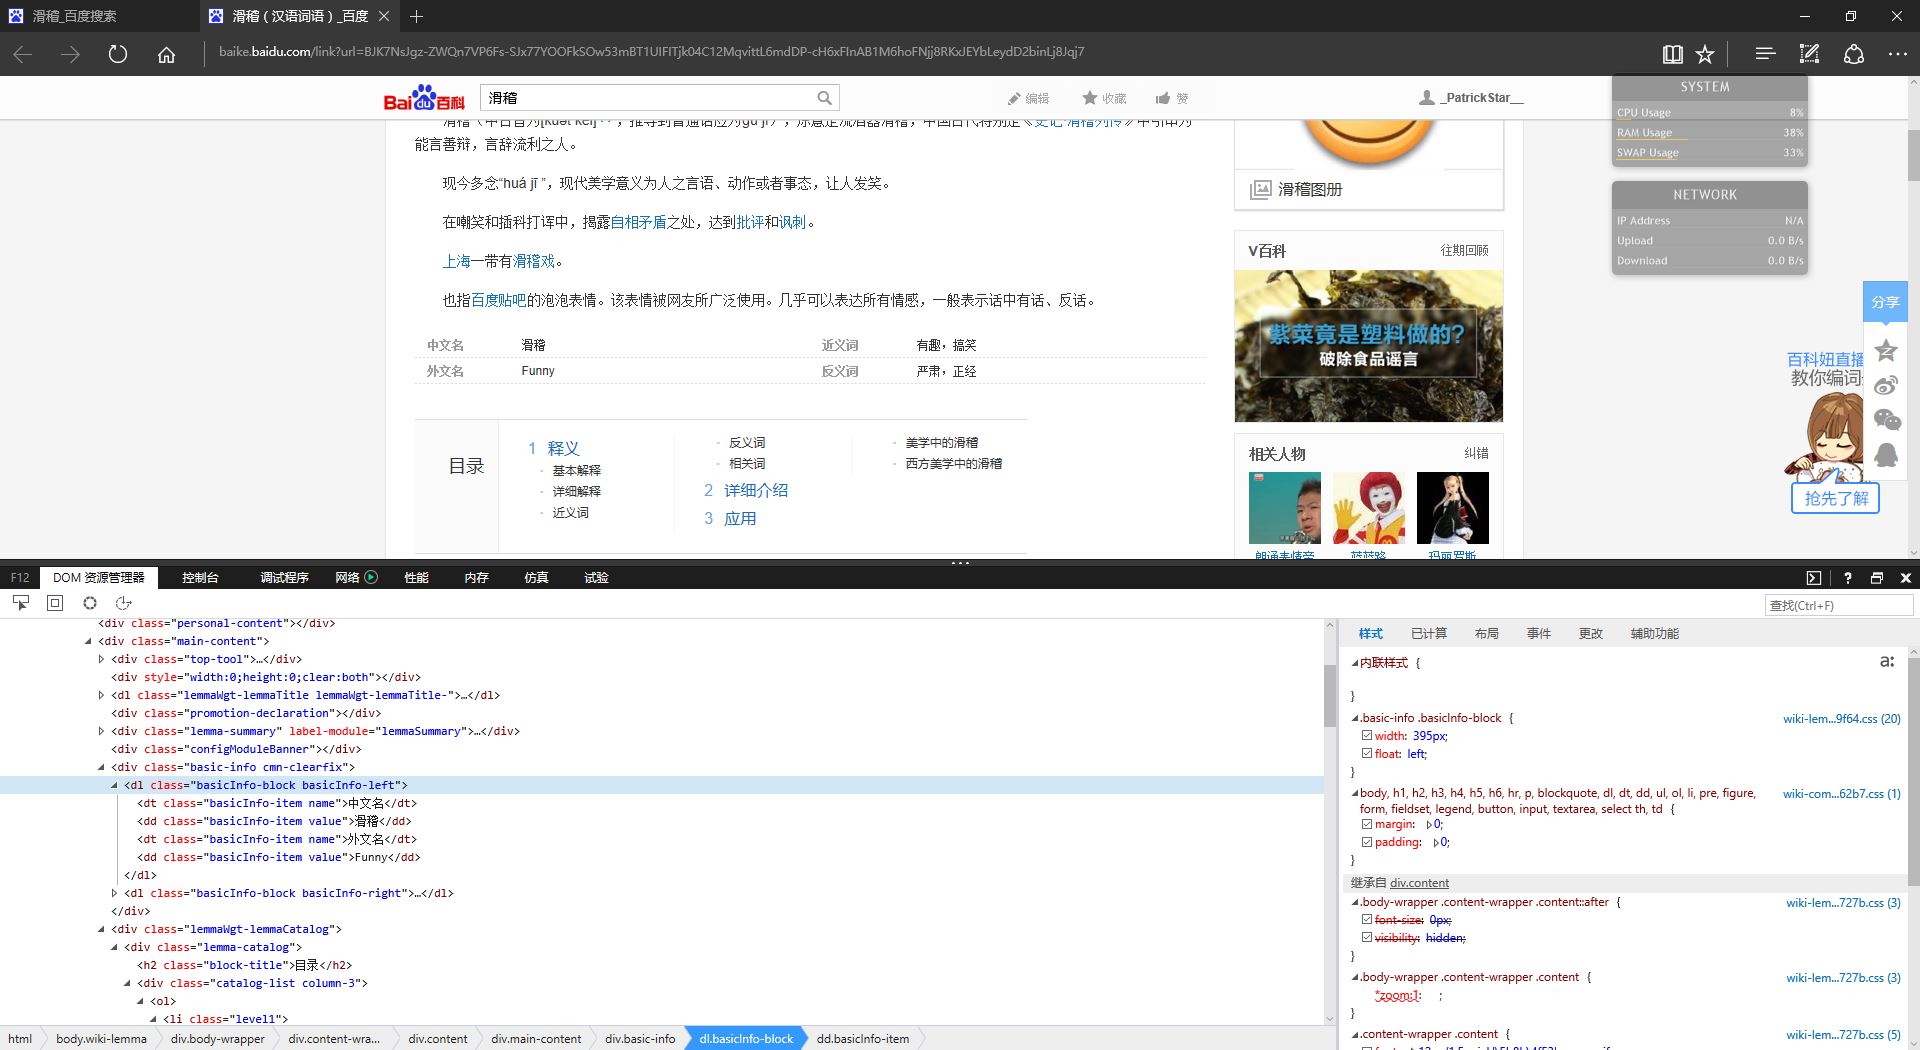 滑稽_百度搜索
滑稽（汉语词语）_百度
baike.baidu.com/link?url=BJK7NsJgz-ZWQn7VP6Fs-SJx77YOOFkSOw53mBT1UIFITjk04C12MqvittL6mdDP-cH6xFInAB1M6hoFNjj8RKxJEYbLeydD2binLj8Jqj7
Bai du 百科
滑稽
编辑
收藏
赞
_PatrickStar__
能言善辩，言辞流利之人。
现今多念“huá jī ”，现代美学意义为人之言语、动作或者事态，让人发笑。
在嘲笑和插科打诨中，揭露自相矛盾之处，达到批评和讽刺。
上海一带有滑稽戏。
也指百度贴吧的泡泡表情。该表情被网友所广泛使用。几乎可以表达所有情感，一般表示话中有话、反话。
中文名 滑稽 近义词 有趣，搞笑
外文名 Funny 反义词 严肃，正经
目录
1 释义
· 基本解释
· 详细解释
· 近义词
· 反义词
· 相关词
2 详细介绍
3 应用
· 美学中的滑稽
· 西方美学中的滑稽
滑稽图册
V百科 往期回顾
紫菜竟是塑料做的?
破除食品谣言
相关人物 纠错
朗诵表情帝 蓝蓝路 玛丽罗斯
SYSTEM
CPU Usage 8%
RAM Usage 38%
SWAP Usage 33%
NETWORK
IP Address N/A
Upload 0.0 B/s
Download 0.0 B/s
分享
百科妞直播
教你编词
抢先了解
F12 DOM 资源管理器 控制台 调试程序 网络 性能 内存 仿真 试验
查找(Ctrl+F)
<div class="personal-content"></div>
<div class="main-content">
<div class="top-tool">…</div>
<div style="width:0;height:0;clear:both"></div>
<dl class="lemmaWgt-lemmaTitle lemmaWgt-lemmaTitle-">…</dl>
<div class="promotion-declaration"></div>
<div class="lemma-summary" label-module="lemmaSummary">…</div>
<div class="configModuleBanner"></div>
<div class="basic-info cmn-clearfix">
<dl class="basicInfo-block basicInfo-left">
<dt class="basicInfo-item name">中文名</dt>
<dd class="basicInfo-item value">滑稽</dd>
<dt class="basicInfo-item name">外文名</dt>
<dd class="basicInfo-item value">Funny</dd>
</dl>
<dl class="basicInfo-block basicInfo-right">…</dl>
</div>
<div class="lemmaWgt-lemmaCatalog">
<div class="lemma-catalog">
<h2 class="block-title">目录</h2>
<div class="catalog-list column-3">
<ol>
<li class="level1">
html body.wiki-lemma div.body-wrapper div.content-wra... div.content div.main-content div.basic-info dl.basicInfo-block dd.basicInfo-item
样式 已计算 布局 事件 更改 辅助功能
内联样式 {
a:
}
.basic-info .basicInfo-block { wiki-lem...9f64.css (20)
width: 395px;
float: left;
}
body, h1, h2, h3, h4, h5, h6, hr, p, blockquote, dl, dt, dd, ul, ol, li, pre, figure, wiki-com...62b7.css (1)
form, fieldset, legend, button, input, textarea, select th, td {
margin: 0;
padding: 0;
}
继承自 div.content
.body-wrapper .content-wrapper .content::after { wiki-lem...727b.css (3)
font-size: 0px;
visibility: hidden;
}
.body-wrapper .content-wrapper .content { wiki-lem...727b.css (3)
*zoom:1: ;
}
.content-wrapper .content { wiki-lem...727b.css (5)